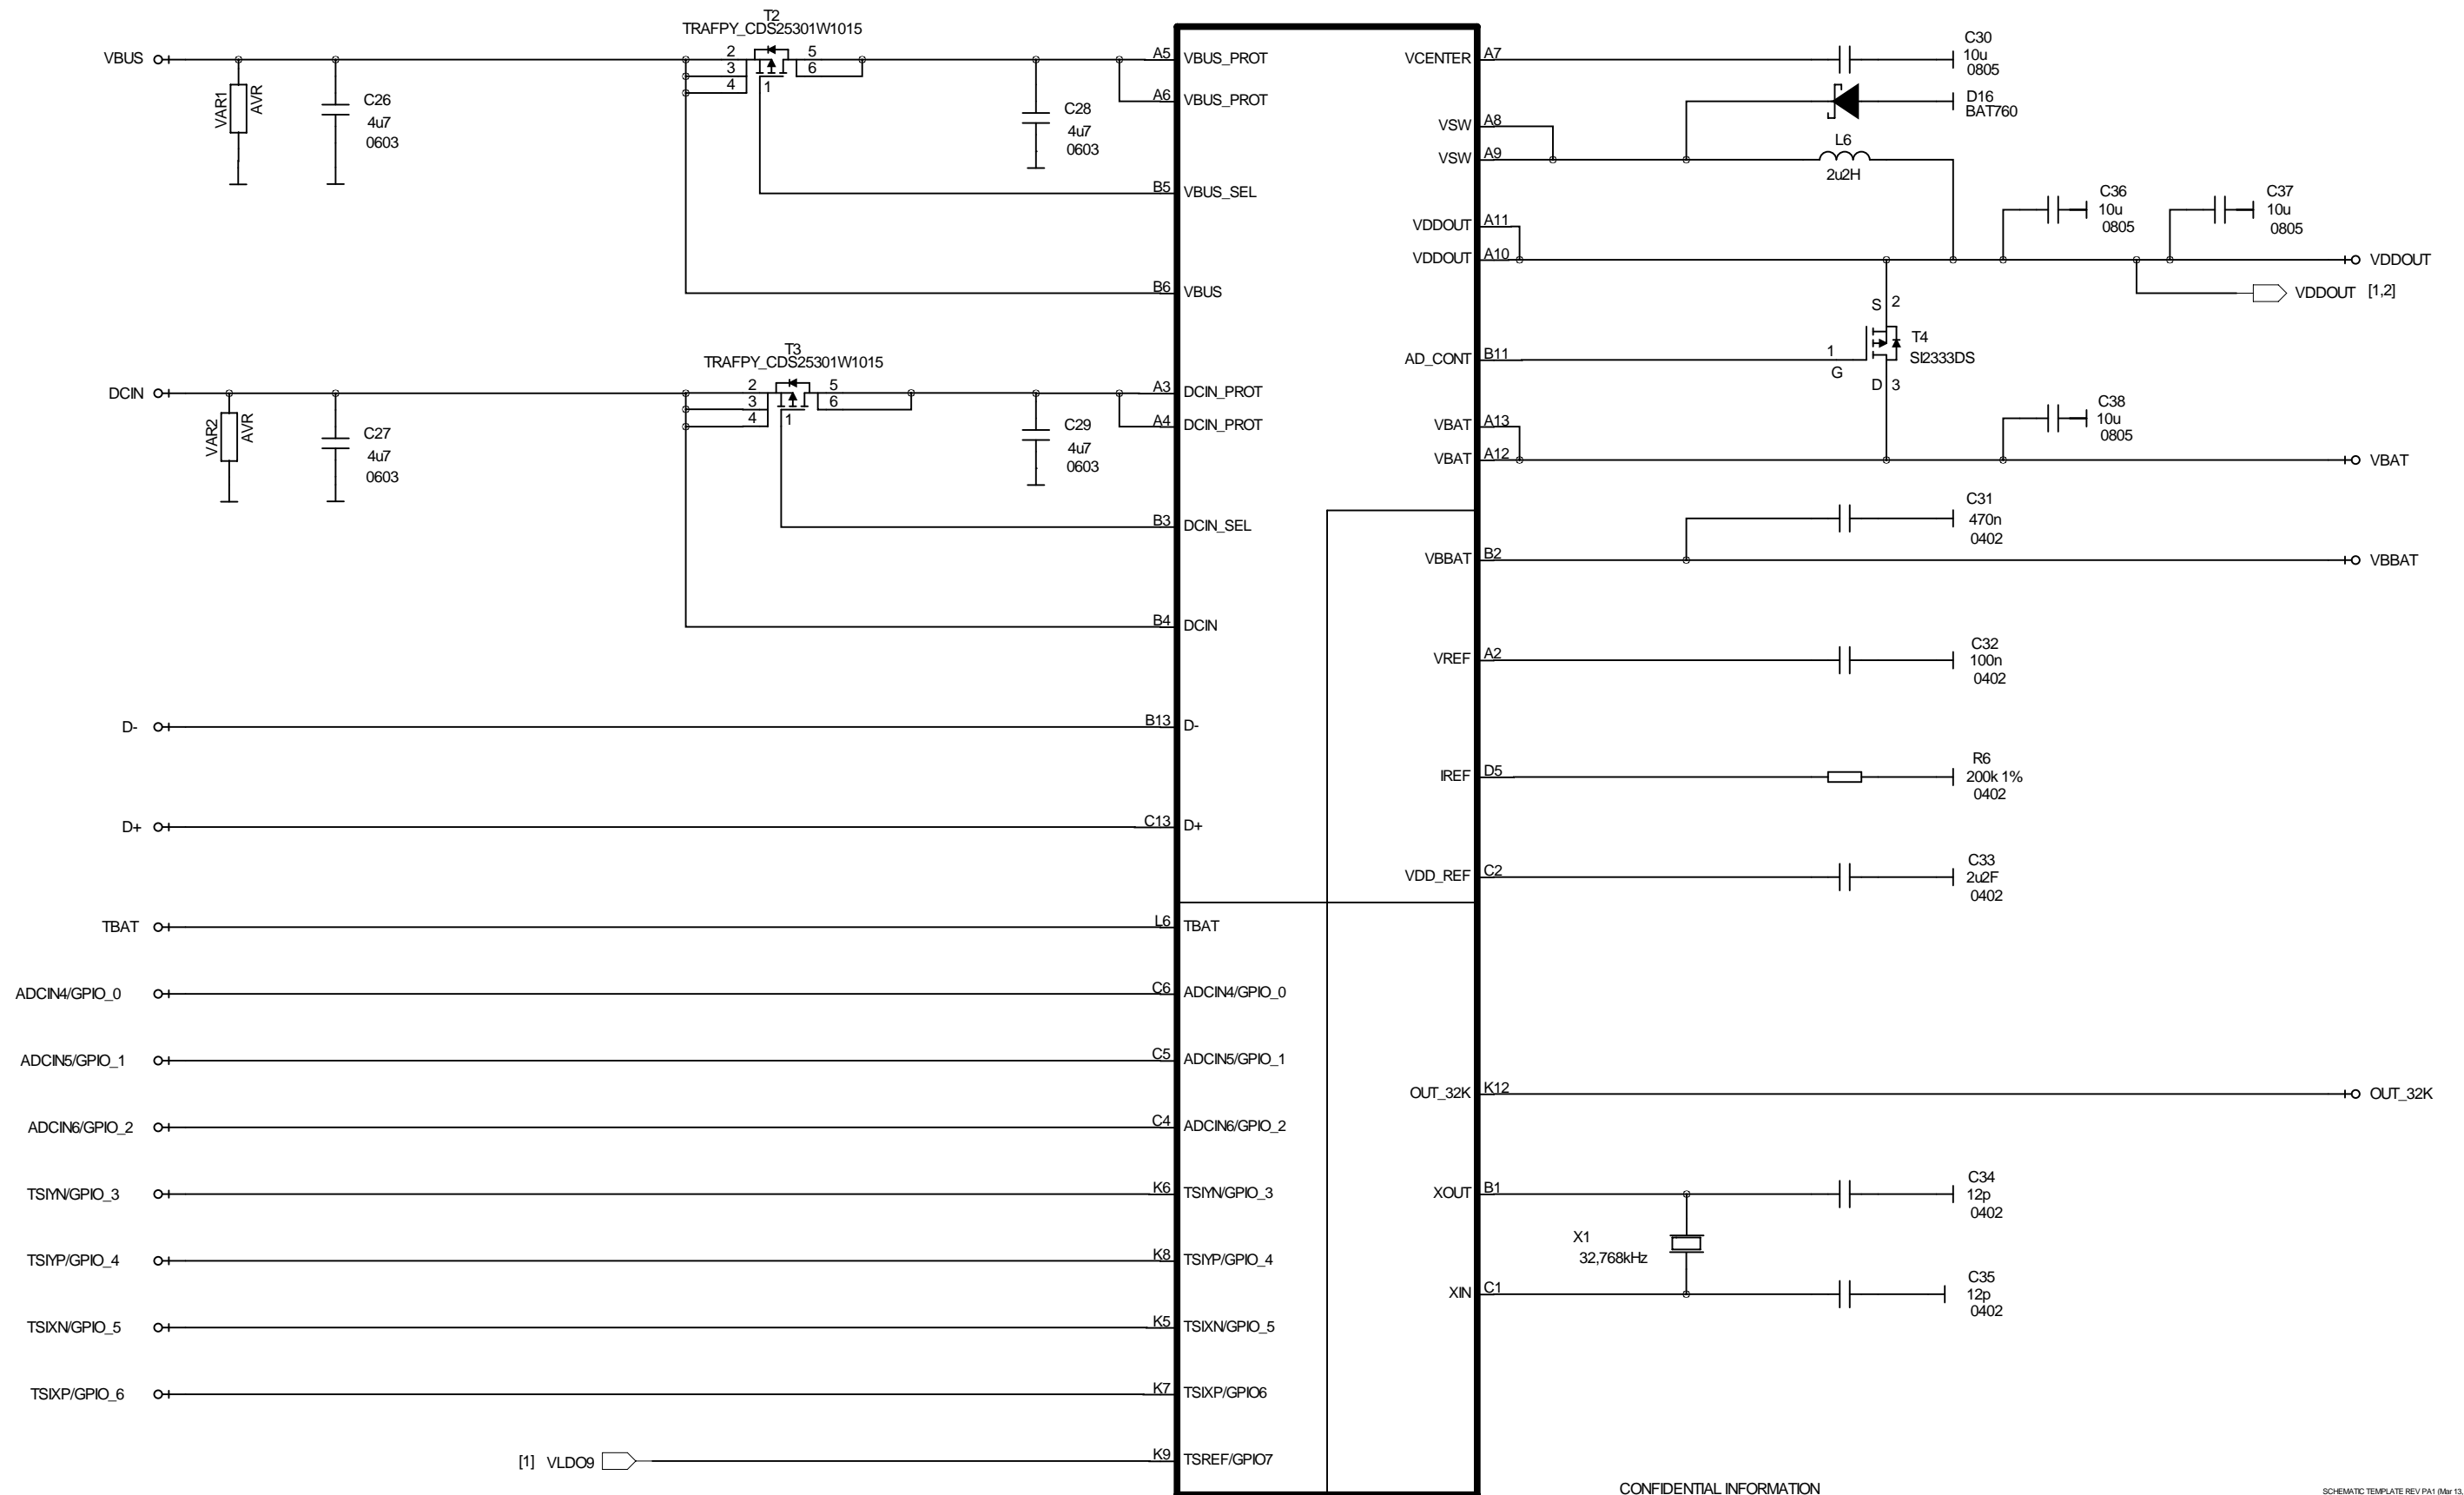 T2
TRAFPY_CDS25301W1015
VBUS
2
3
4
1
5
6
VAR1
AVR
C26
4u7
0603
C28
4u7
0603
A5 VBUS_PROT
A6 VBUS_PROT
B5 VBUS_SEL
B6 VBUS
T3
TRAFPY_CDS25301W1015
DCIN
2
3
4
1
5
6
VAR2
AVR
C27
4u7
0603
C29
4u7
0603
A3 DCIN_PROT
A4 DCIN_PROT
B3 DCIN_SEL
B4 DCIN
D- B13 D-
D+ C13 D+
TBAT L6 TBAT
ADCIN4/GPIO_0 C6 ADCIN4/GPIO_0
ADCIN5/GPIO_1 C5 ADCIN5/GPIO_1
ADCIN6/GPIO_2 C4 ADCIN6/GPIO_2
TSIYN/GPIO_3 K6 TSIYN/GPIO_3
TSIYP/GPIO_4 K8 TSIYP/GPIO_4
TSIXN/GPIO_5 K5 TSIXN/GPIO_5
TSIXP/GPIO_6 K7 TSIXP/GPIO6
[1] VLDO9 K9 TSREF/GPIO7
VCENTER A7
C30
10u
0805
D16
BAT760
VSW A8
VSW A9
L6
2u2H
C36
10u
0805
C37
10u
0805
VDDOUT A11
VDDOUT A10
VDDOUT
VDDOUT [1,2]
S 2
T4
SI2333DS
AD_CONT B11
1
G
D 3
C38
10u
0805
VBAT A13
VBAT A12
VBAT
C31
470n
0402
VBBAT B2
VBBAT
VREF A2
C32
100n
0402
IREF D5
R6
200k 1%
0402
VDD_REF C2
C33
2u2F
0402
OUT_32K K12
OUT_32K
XOUT B1
C34
12p
0402
X1
32,768kHz
XIN C1
C35
12p
0402
CONFIDENTIAL INFORMATION
SCHEMATIC TEMPLATE REV PA1 (Mar 13,